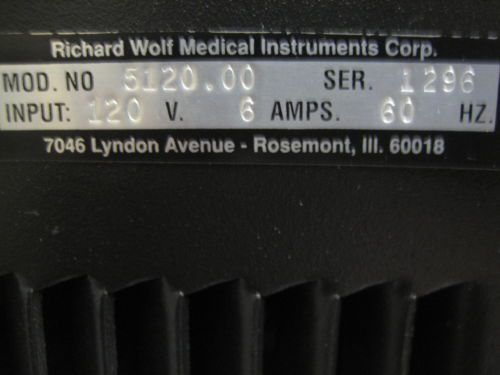 Richard Wolf Medical Instruments Corp.
MOD. NO 5120.00 SER. 1296
INPUT: 120 V. 6 AMPS. 60 HZ.
7046 Lyndon Avenue - Rosemont, Ill. 60018